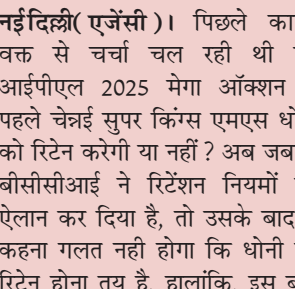 नई दिल्ली( एजेंसी )। पिछले का
वक्त से चर्चा चल रही थी
आईपीएल 2025 मेगा ऑक्शन
पहले चेन्नई सुपर किंग्स एमएस धो
को रिटेन करेगी या नहीं ? अब जब
बीसीसीआई ने रिटेंशन नियमों
ऐलान कर दिया है, तो उसके बाद
कहना गलत नही होगा कि धोनी
रिटेन होना तय है, हालांकि, इस ब